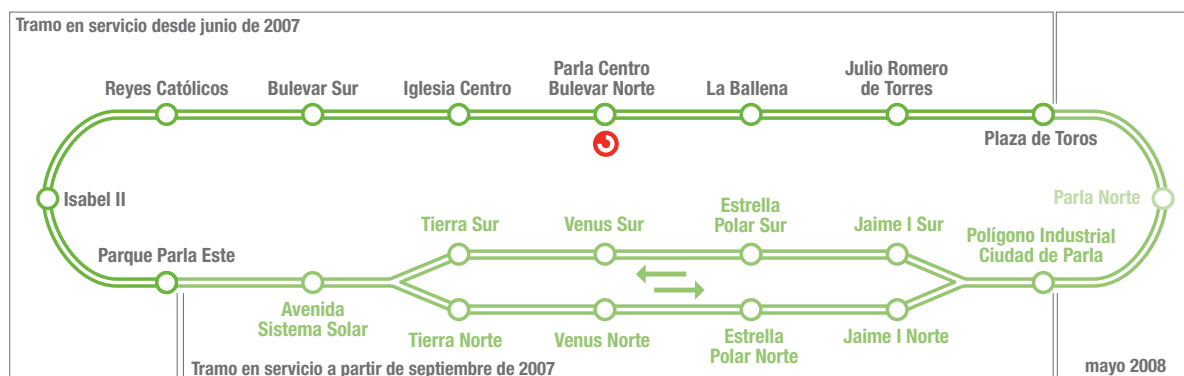 Tramo en servicio desde junio de 2007
Reyes Católicos
Bulevar Sur
Iglesia Centro
Parla Centro
Bulevar Norte
La Ballena
Julio Romero
de Torres
Plaza de Toros
Isabel II
Parla Norte
Tierra Sur
Venus Sur
Estrella
Polar Sur
Jaime I Sur
Polígono Industrial
Ciudad de Parla
Parque Parla Este
Avenida
Sistema Solar
Tierra Norte
Venus Norte
Estrella
Polar Norte
Jaime I Norte
Tramo en servicio a partir de septiembre de 2007
mayo 2008